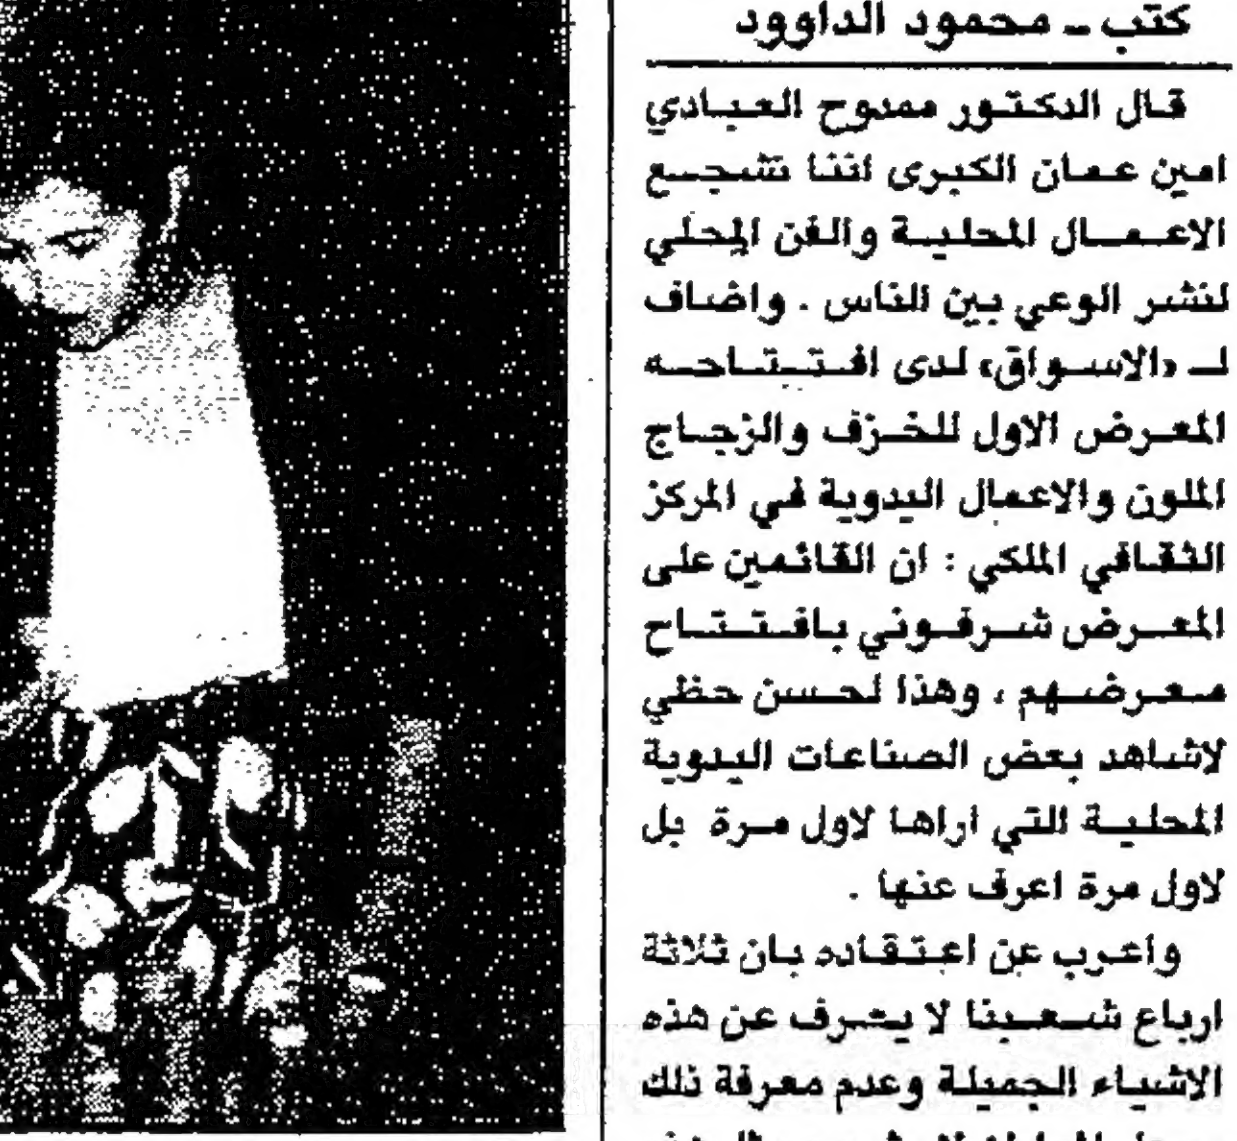 كتب ـ محمود الداوود
قال الدكتور ممدوح العبادي
امين عمان الكبرى اننا نشجع
الاعمال المحلية والفن المحلي
لنشر الوعي بين الناس . واضاف
لـ «الاسواق» لدى افتتاحه
المعرض الاول للخزف والزجاج
الملون والاعمال اليدوية في المركز
الثقافي الملكي : ان القائمين على
المعرض شرفوني بافتتاح
معرضهم ، وهذا لحسن حظي
لاشاهد بعض الصناعات اليدوية
المحلية التي اراها لاول مرة بل
لاول مرة اعرف عنها .
واعرب عن اعتقاده بان ثلاثة
ارباع شعبنا لا يعرف عن هذه
الاشياء الجميلة وعدم معرفة ذلك